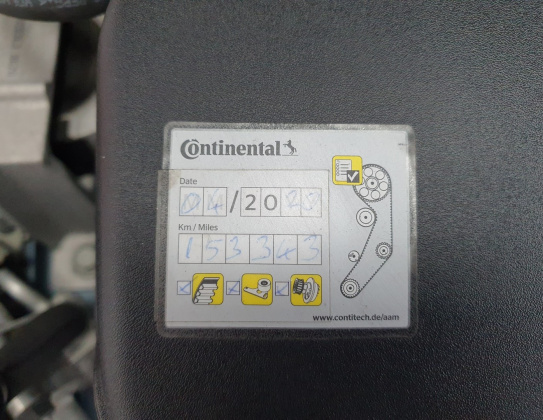 Continental
Date
04/2023
Km./Miles
153343
www.contitech.de/aam